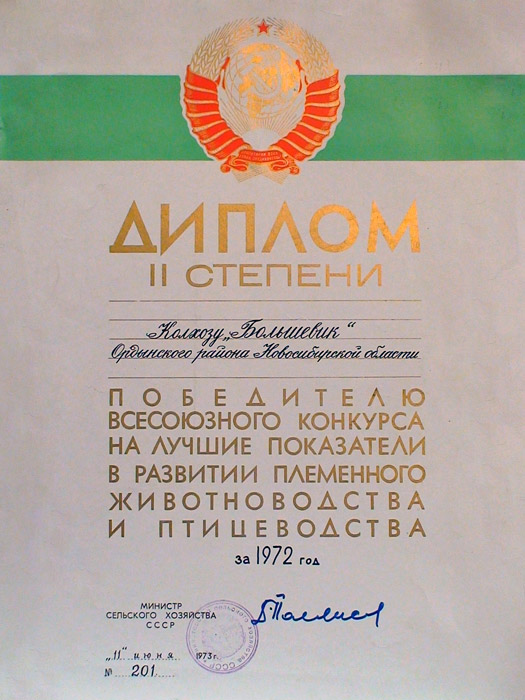 ДИПЛОМ
II СТЕПЕНИ
Колхозу „Большевик“
Ордынского района Новосибирской области
ПОБЕДИТЕЛЮ
ВСЕСОЮЗНОГО КОНКУРСА
НА ЛУЧШИЕ ПОКАЗАТЕЛИ
В РАЗВИТИИ ПЛЕМЕННОГО
ЖИВОТНОВОДСТВА
И ПТИЦЕВОДСТВА
за 1972 год
МИНИСТР
СЕЛЬСКОГО ХОЗЯЙСТВА
СССР
„11“ июня 1973 г.
№ 201